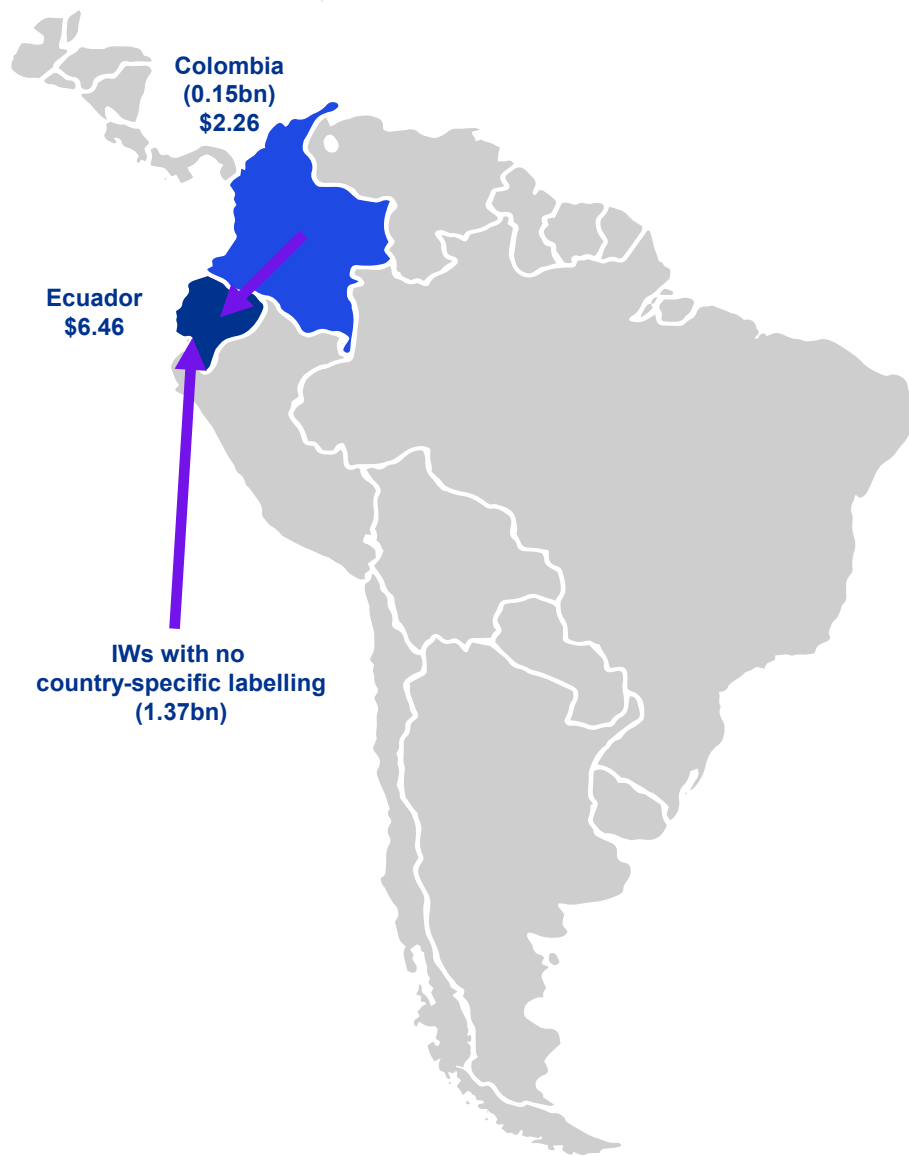 Colombia
(0.15bn)
$2.26
Ecuador
$6.46
IWs with no
country-specific labelling
(1.37bn)